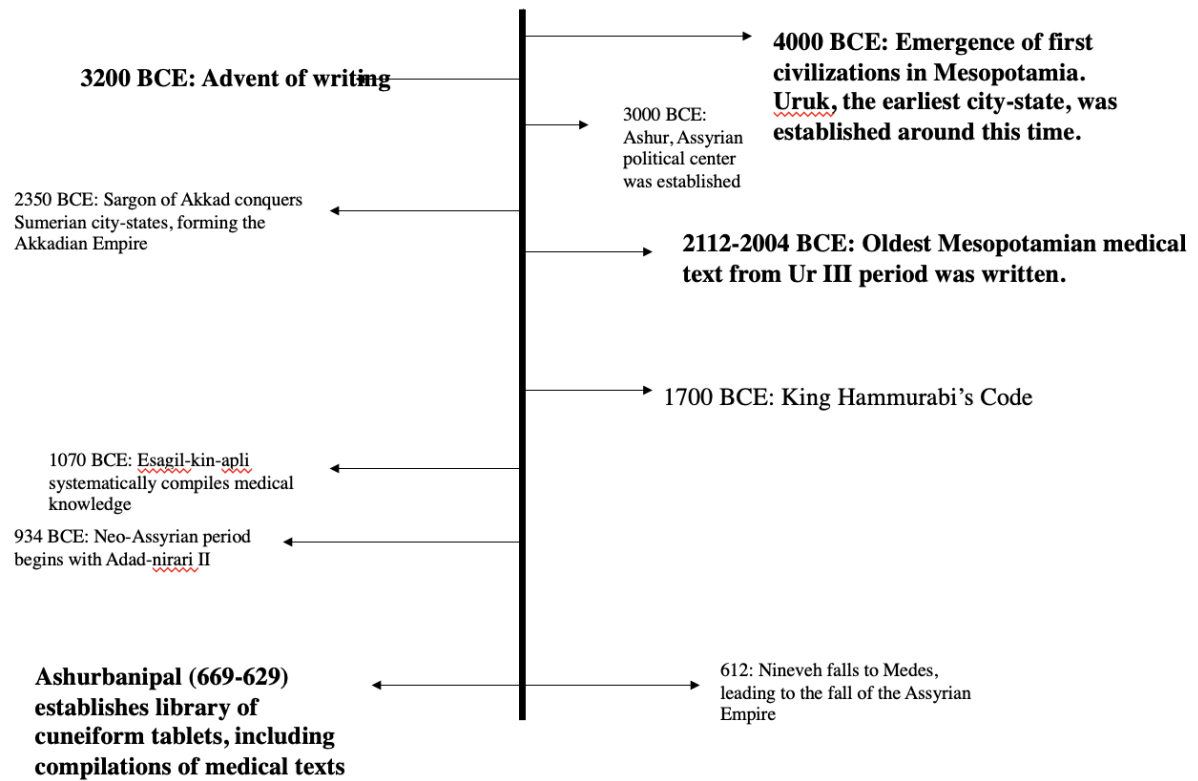 4000 BCE: Emergence of first
civilizations in Mesopotamia.
Uruk, the earliest city-state, was
established around this time.
3200 BCE: Advent of writing
3000 BCE:
Ashur, Assyrian
political center
was established
2350 BCE: Sargon of Akkad conquers
Sumerian city-states, forming the
Akkadian Empire
2112-2004 BCE: Oldest Mesopotamian medical
text from Ur III period was written.
1700 BCE: King Hammurabi’s Code
1070 BCE: Esagil-kin-apli
systematically compiles medical
knowledge
934 BCE: Neo-Assyrian period
begins with Adad-nirari II
Ashurbanipal (669-629)
establishes library of
cuneiform tablets, including
compilations of medical texts
612: Nineveh falls to Medes,
leading to the fall of the Assyrian
Empire